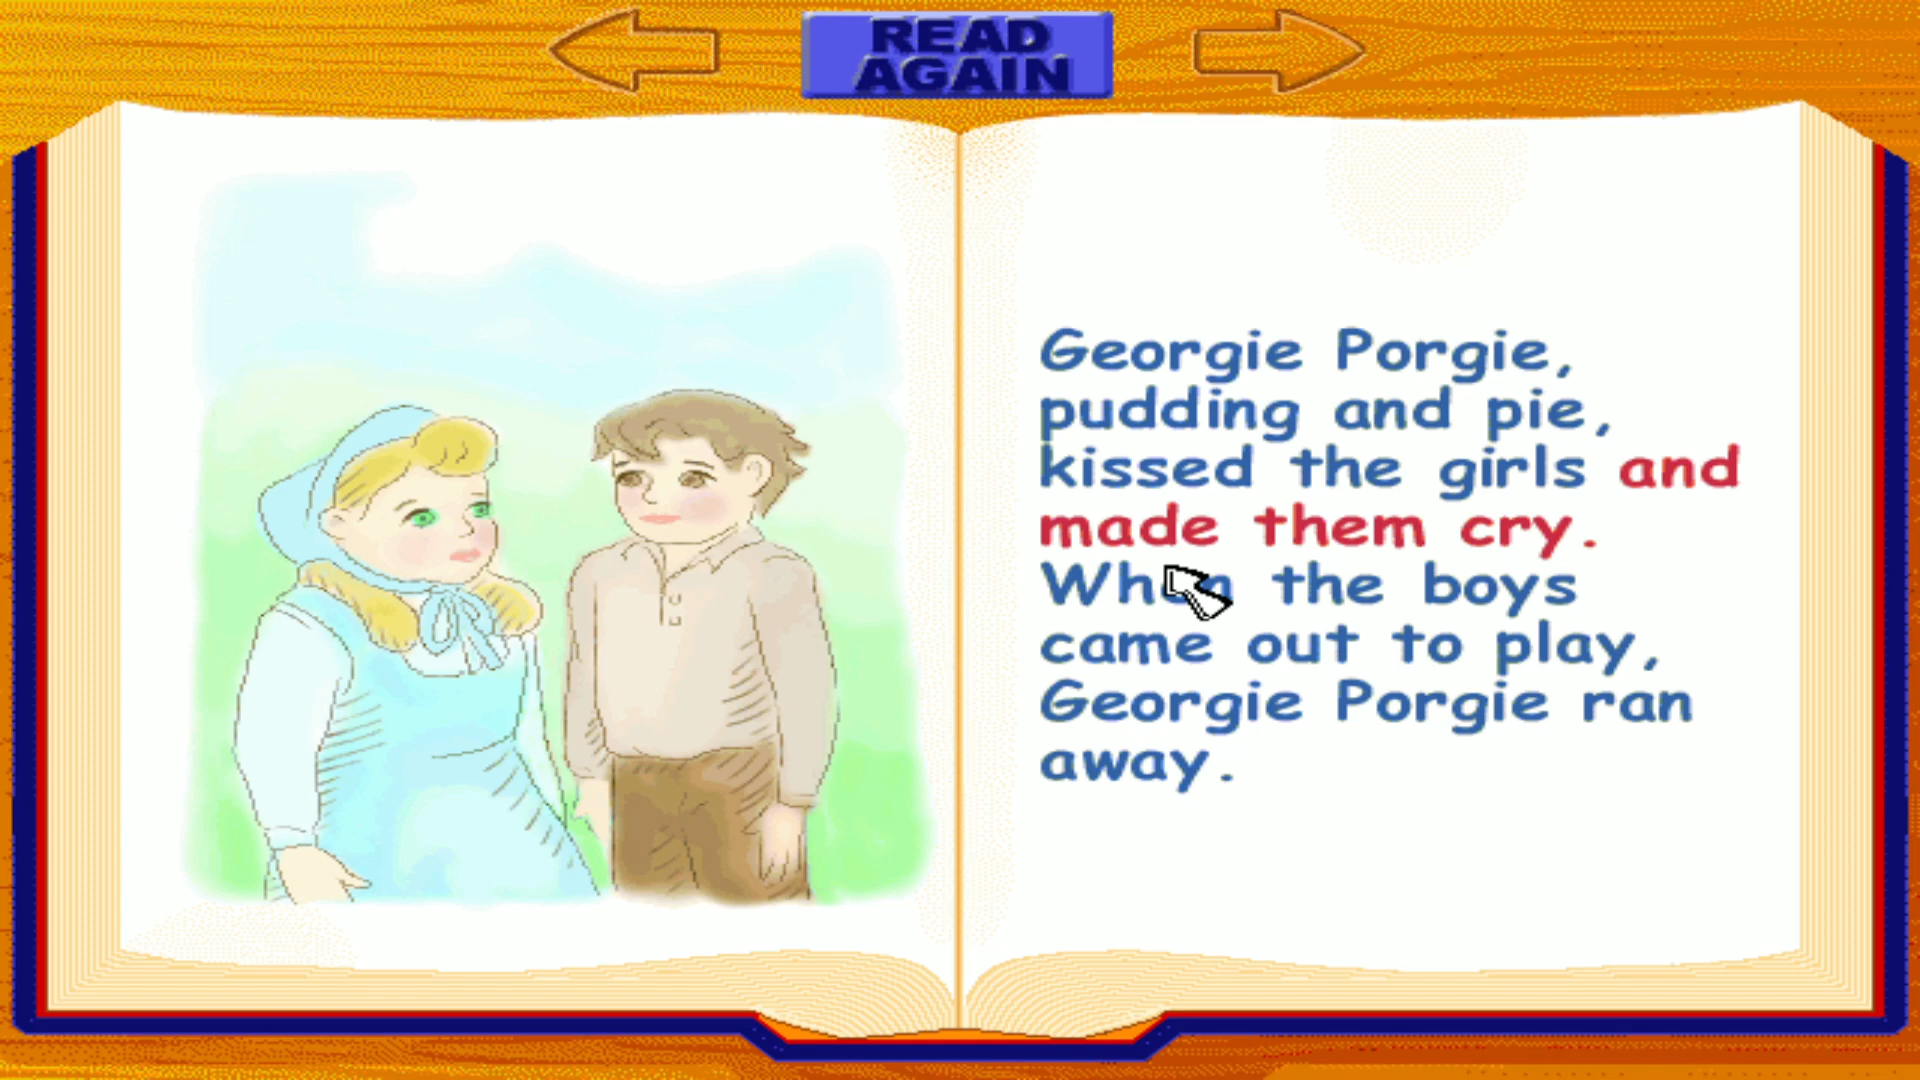 READ
AGAIN
Georgie Porgie,
pudding and pie,
kissed the girls and
made them cry.
When the boys
came out to play,
Georgie Porgie ran
away.